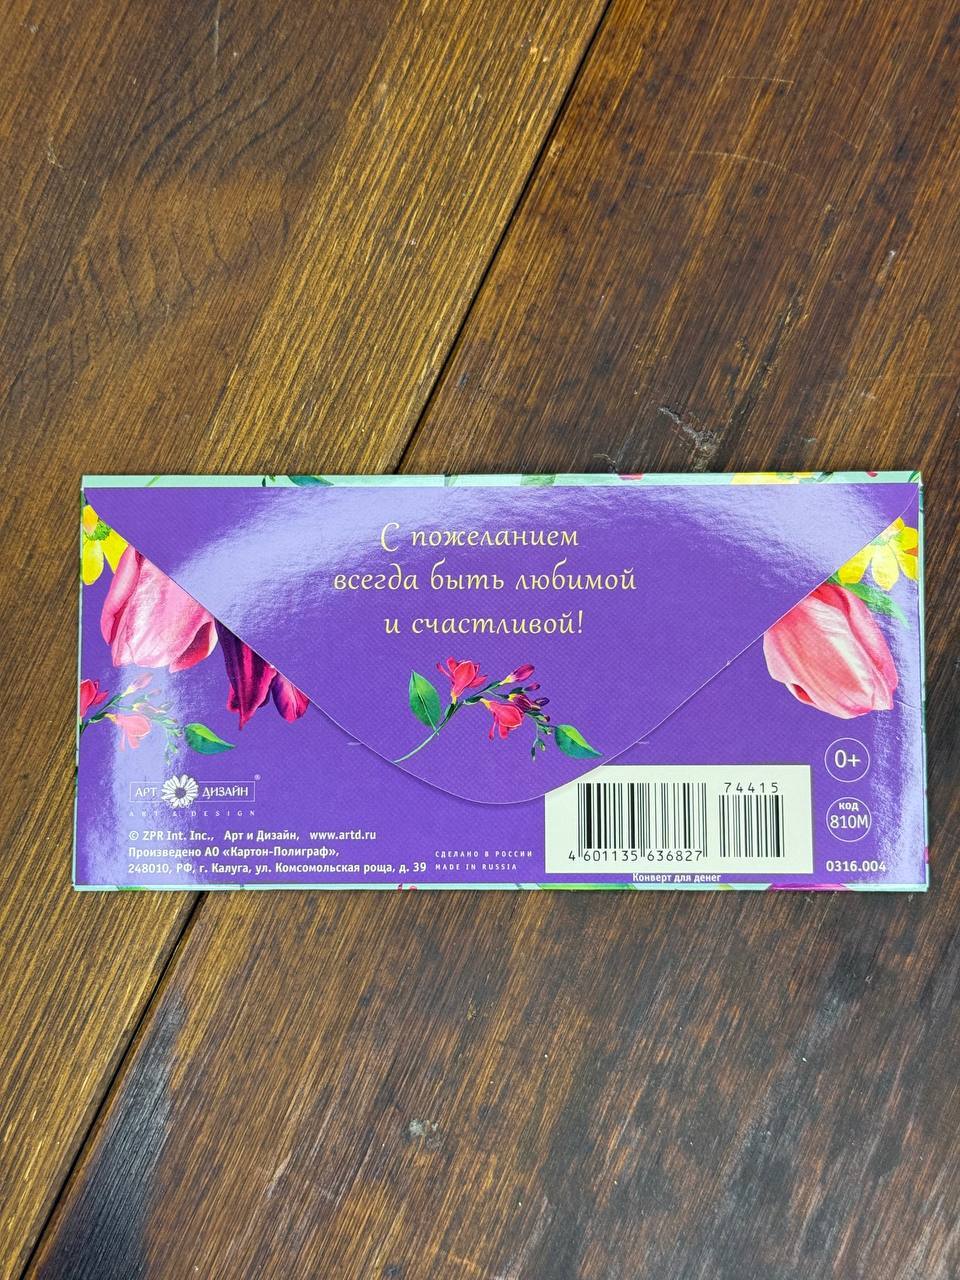 С пожеланием
всегда быть любимой
и счастливой!
АРТ ДИЗАЙН ®
ART & DESIGN
© ZPR Int. Inc., Арт и Дизайн, www.artd.ru
Произведено АО «Картон-Полиграф»,
248010, РФ, г. Калуга, ул. Комсомольская роща, д. 39
СДЕЛАНО В РОССИИ
MADE IN RUSSIA
74415
4 601135 636827
Конверт для денег
0+
код
810М
0316.004